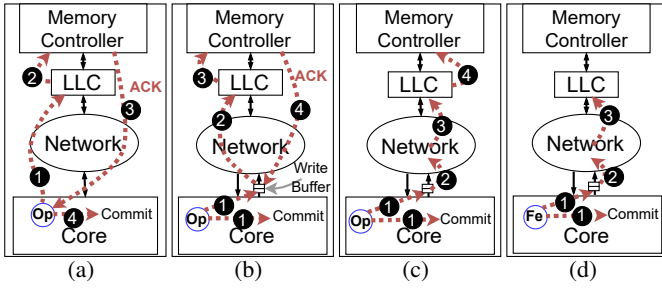 Memory
Controller
2
ACK
LLC
3
Network
1
Op
4
Commit
Core
(a)
Memory
Controller
3
LLC
ACK
2
4
Network
Write
Buffer
1
Op
1
Commit
Core
(b)
Memory
Controller
4
LLC
3
Network
2
1
Op
1
Commit
Core
(c)
Memory
Controller
LLC
3
Network
2
1
Fe
1
Commit
Core
(d)